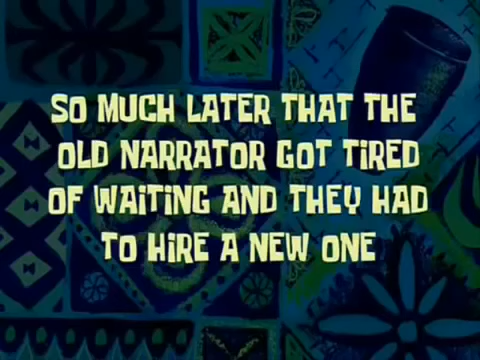 SO MUCH LATER THAT THE
OLD NARRATOR GOT TIRED
OF WAITING AND THEY HAD
TO HIRE A NEW ONE